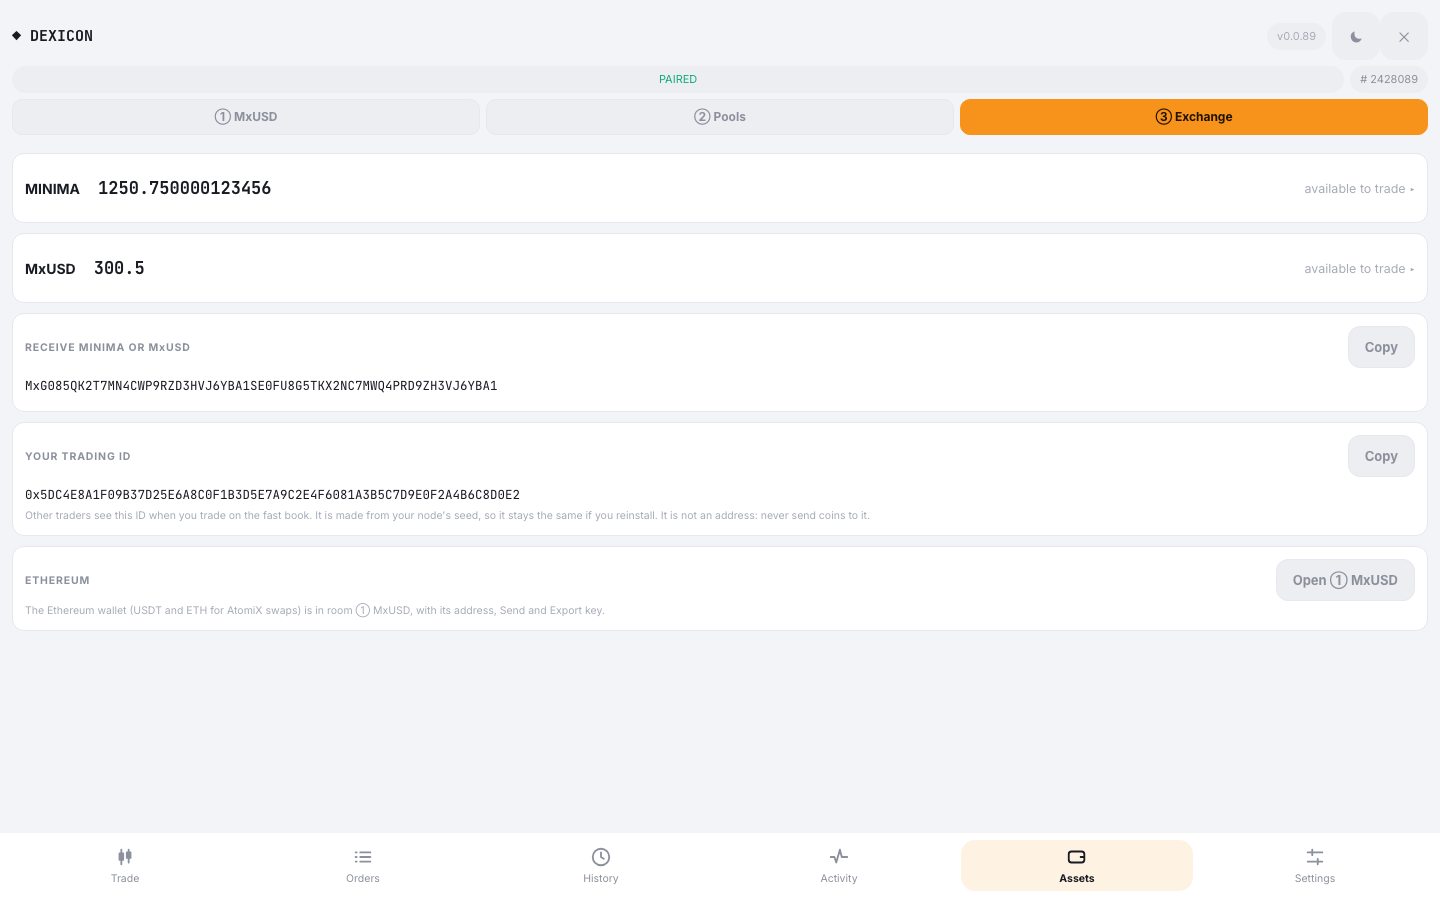 ◆ DEXICON
v0.0.89
PAIRED
# 2428089
① MxUSD
② Pools
③ Exchange
MINIMA 1250.750000123456
available to trade ▸
MxUSD 300.5
available to trade ▸
RECEIVE MINIMA OR MxUSD
Copy
MxG085QK2T7MN4CWP9RZD3HVJ6YBA1SE0FU8G5TKX2NC7MWQ4PRD9ZH3VJ6YBA1
YOUR TRADING ID
Copy
0x5DC4E8A1F09B37D25E6A8C0F1B3D5E7A9C2E4F6081A3B5C7D9E0F2A4B6C8D0E2
Other traders see this ID when you trade on the fast book. It is made from your node's seed, so it stays the same if you reinstall. It is not an address: never send coins to it.
ETHEREUM
Open ① MxUSD
The Ethereum wallet (USDT and ETH for AtomiX swaps) is in room ① MxUSD, with its address, Send and Export key.
Trade
Orders
History
Activity
Assets
Settings